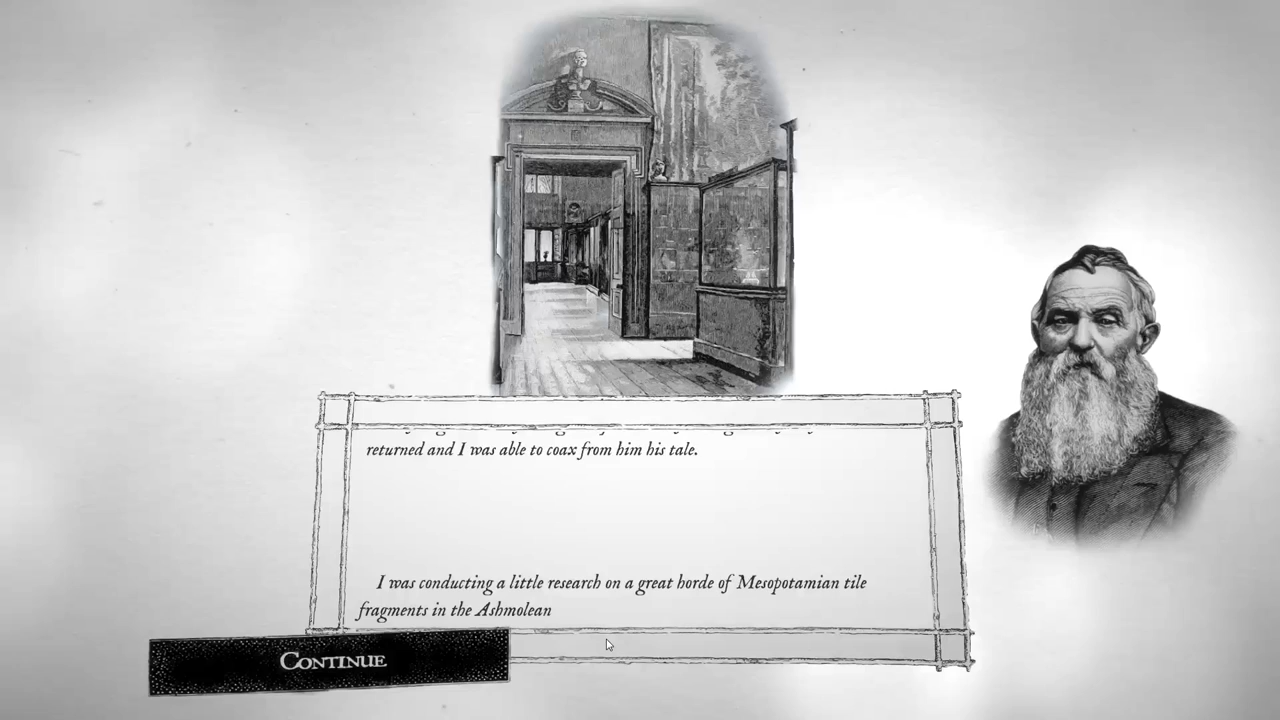 returned and I was able to coax from him his tale.
I was conducting a little research on a great horde of Mesopotamian tile
fragments in the Ashmolean
Continue